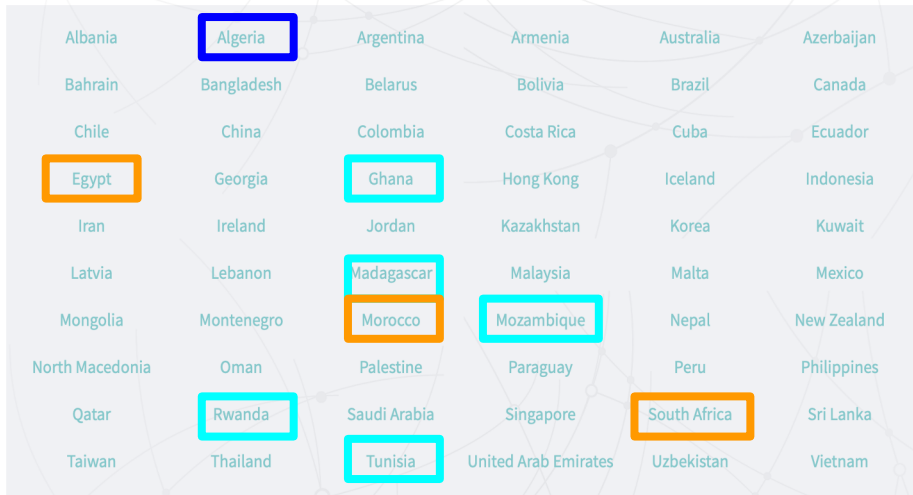 Albania Algeria Argentina Armenia Australia Azerbaijan
Bahrain Bangladesh Belarus Bolivia Brazil Canada
Chile China Colombia Costa Rica Cuba Ecuador
Egypt Georgia Ghana Hong Kong Iceland Indonesia
Iran Ireland Jordan Kazakhstan Korea Kuwait
Latvia Lebanon Madagascar Malaysia Malta Mexico
Mongolia Montenegro Morocco Mozambique Nepal New Zealand
North Macedonia Oman Palestine Paraguay Peru Philippines
Qatar Rwanda Saudi Arabia Singapore South Africa Sri Lanka
Taiwan Thailand Tunisia United Arab Emirates Uzbekistan Vietnam